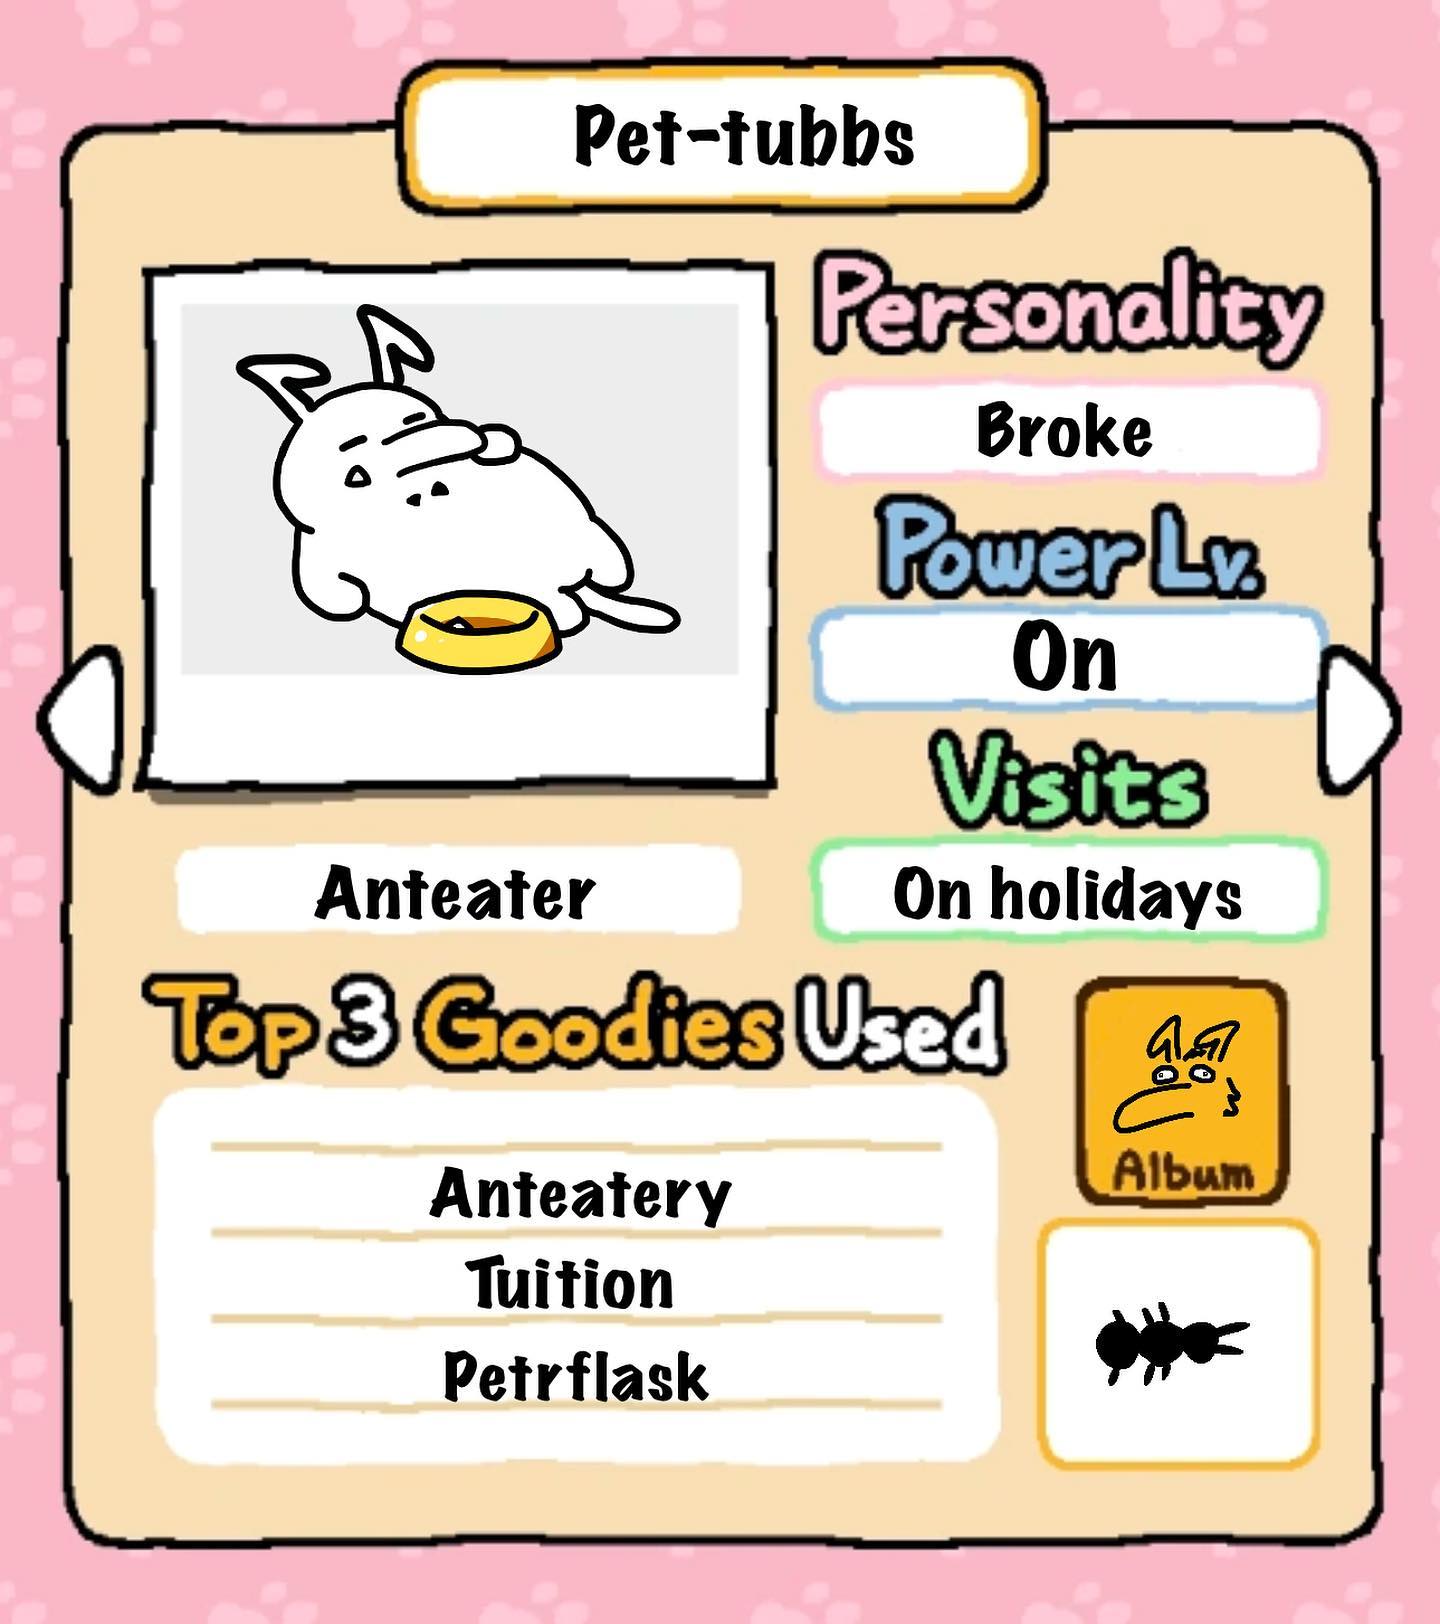 Pet-tubbs
Personality
Broke
Power Lv.
On
Visits
On holidays
Anteater
Top 3 Goodies Used
Anteatery
Tuition
Petrflask
Album